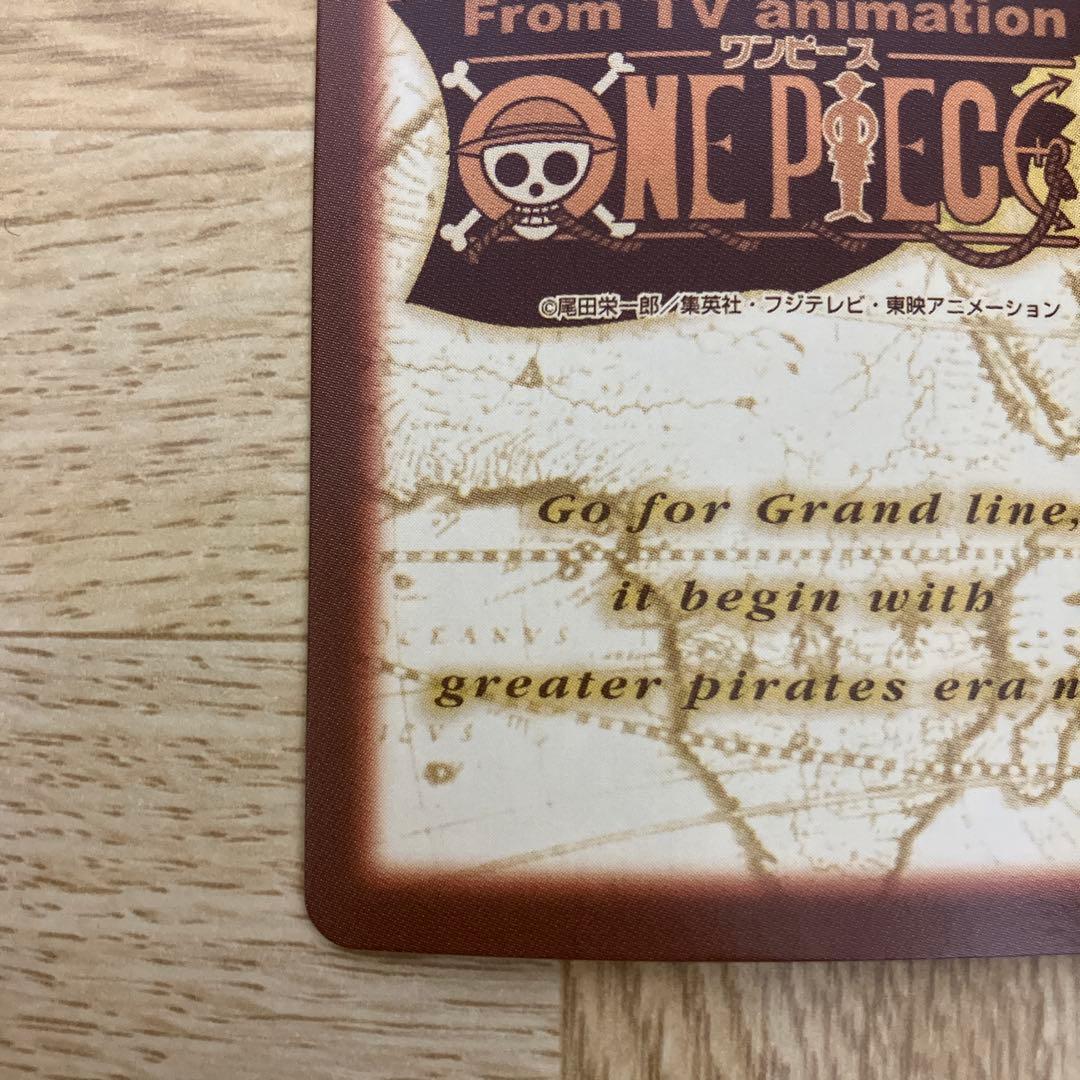 From TV animation
ワンピース
ONE PIECE
©尾田栄一郎/集英社・フジテレビ・東映アニメーション
Go for Grand line,
it begin with
OCEANVS
greater pirates era n